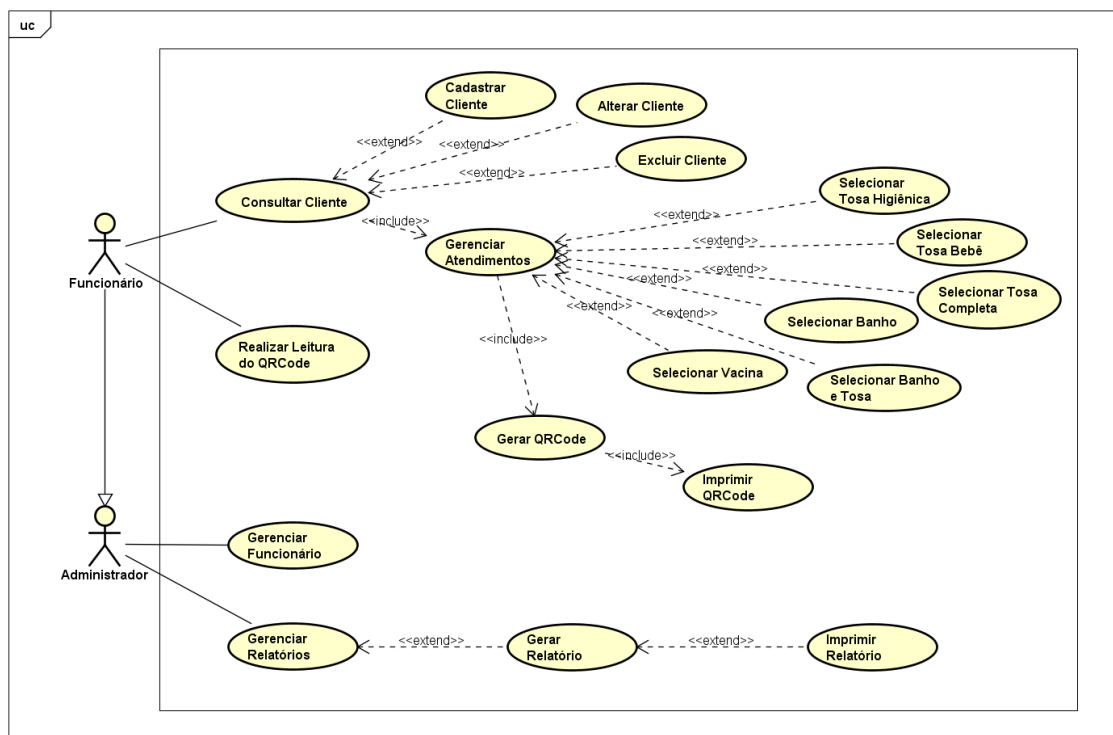 uc
Cadastrar
Cliente
Alterar Cliente
<<extend>>
<<extend>>
Excluir Cliente
<<extend>>
Consultar Cliente
<<include>>
Selecionar
Tosa Higiênica
<<extend>>
Gerenciar
Atendimentos
Selecionar
Tosa Bebê
<<extend>>
Funcionário
<<extend>>
Selecionar Tosa
Completa
<<extend>>
<<extend>>
<<extend>>
Selecionar Banho
<<include>>
Realizar Leitura
do QRCode
Selecionar Vacina
Selecionar Banho
e Tosa
Gerar QRCode
<<include>>
Imprimir
QRCode
Administrador
Gerenciar
Funcionário
Gerenciar
Relatórios
<<extend>>
Gerar
Relatório
<<extend>>
Imprimir
Relatório